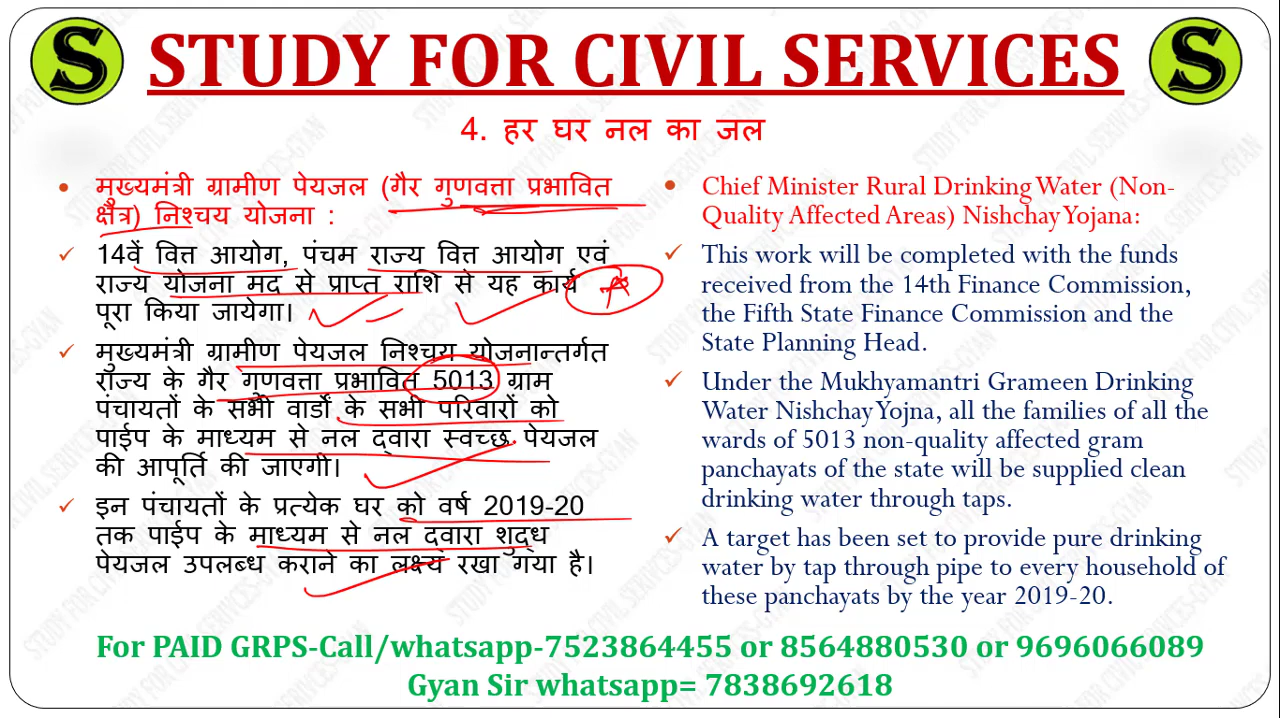 STUDY FOR CIVIL SERVICES
4. हर घर नल का जल
मुख्यमंत्री ग्रामीण पेयजल (गैर गुणवत्ता प्रभावित
क्षेत्र) निश्चय योजना :
14वें वित्त आयोग, पंचम राज्य वित्त आयोग एवं
राज्य योजना मद से प्राप्त राशि से यह कार्य
पूरा किया जायेगा।
मुख्यमंत्री ग्रामीण पेयजल निश्चय योजनान्तर्गत
राज्य के गैर गुणवत्ता प्रभावित 5013 ग्राम
पंचायतों के सभी वार्डों के सभी परिवारों को
पाईप के माध्यम से नल द्वारा स्वच्छ पेयजल
की आपूर्ति की जाएगी।
इन पंचायतों के प्रत्येक घर को वर्ष 2019-20
तक पाईप के माध्यम से नल द्वारा शुद्ध
पेयजल उपलब्ध कराने का लक्ष्य रखा गया है।
Chief Minister Rural Drinking Water (Non-
Quality Affected Areas) Nishchay Yojana:
This work will be completed with the funds
received from the 14th Finance Commission,
the Fifth State Finance Commission and the
State Planning Head.
Under the Mukhyamantri Grameen Drinking
Water Nishchay Yojna, all the families of all the
wards of 5013 non-quality affected gram
panchayats of the state will be supplied clean
drinking water through taps.
A target has been set to provide pure drinking
water by tap through pipe to every household of
these panchayats by the year 2019-20.
For PAID GRPS-Call/whatsapp-7523864455 or 8564880530 or 9696066089
Gyan Sir whatsapp= 7838692618